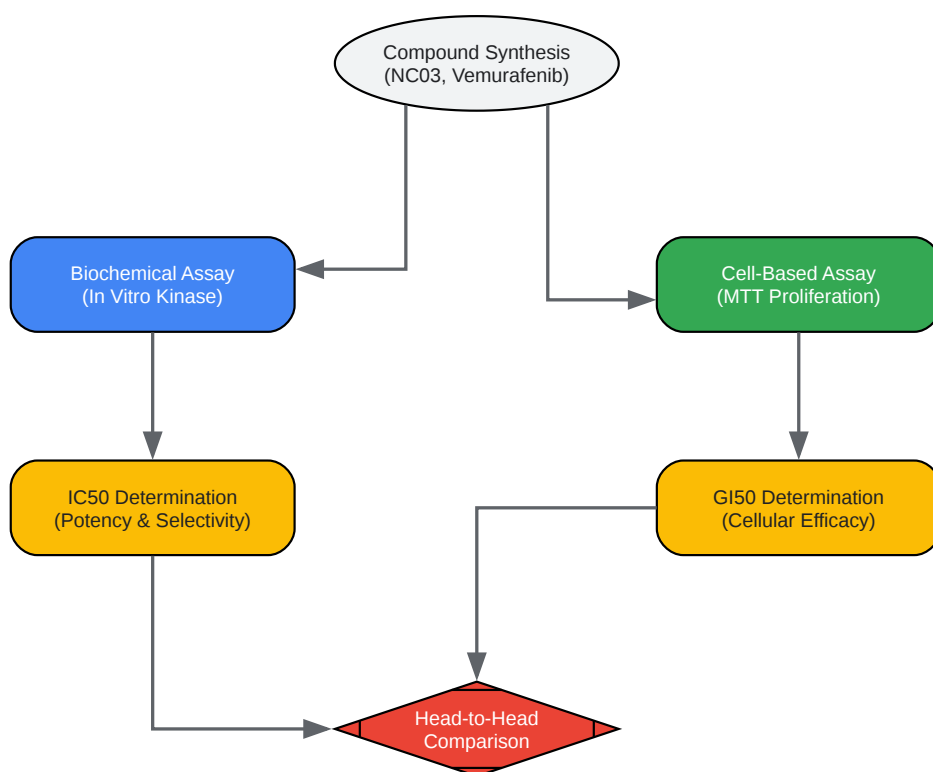 Compound Synthesis
(NC03, Vemurafenib)
Biochemical Assay
(In Vitro Kinase)
Cell-Based Assay
(MTT Proliferation)
IC50 Determination
(Potency & Selectivity)
GI50 Determination
(Cellular Efficacy)
Head-to-Head
Comparison